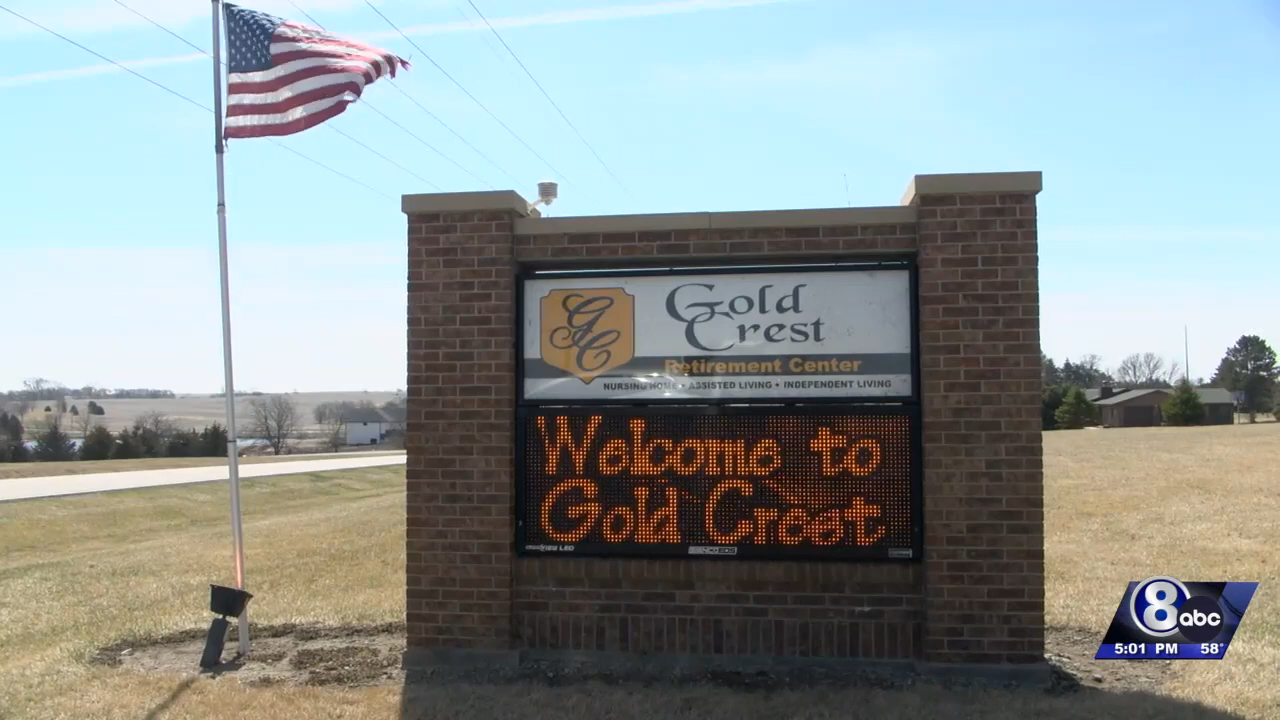 GC
Gold
Crest
Retirement Center
NURSING HOME • ASSISTED LIVING • INDEPENDENT LIVING
Welcome to
Gold Crest
8 abc
5:01 PM 58°